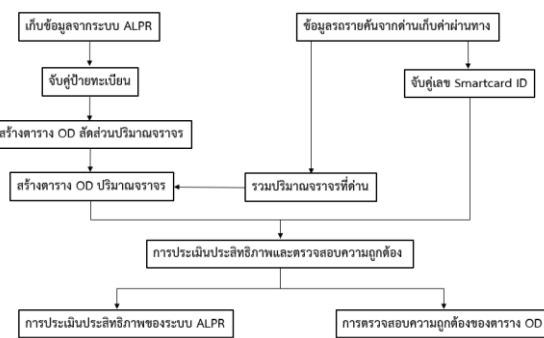 เก็บข้อมูลจากระบบ ALPR
ข้อมูลรถรายคันจากด่านเก็บค่าผ่านทาง
จับคู่ป้ายทะเบียน
จับคู่เลข Smartcard ID
สร้างตาราง OD สัดส่วนปริมาณจราจร
สร้างตาราง OD ปริมาณจราจร
รวมปริมาณจราจรที่ด่าน
การประเมินประสิทธิภาพและตรวจสอบความถูกต้อง
การประเมินประสิทธิภาพของระบบ ALPR
การตรวจสอบความถูกต้องของตาราง OD